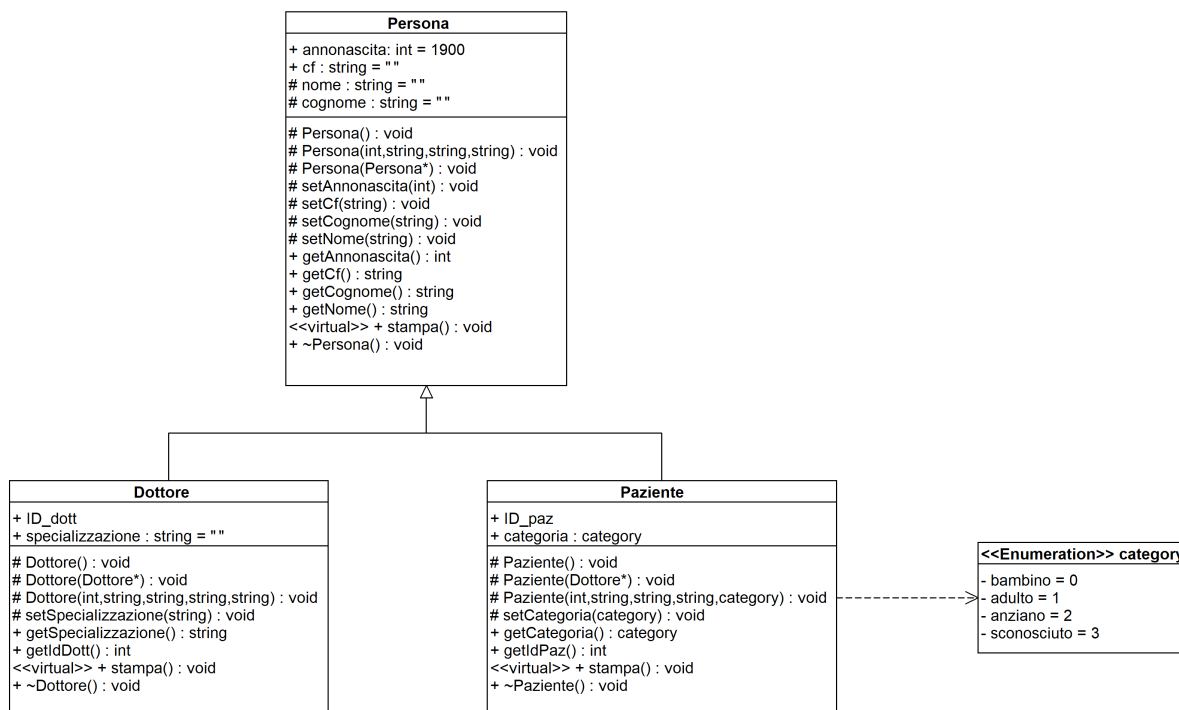 Persona
+ annonascita: int = 1900
+ cf : string = ""
# nome : string = ""
# cognome : string = ""
# Persona() : void
# Persona(int,string,string,string) : void
# Persona(Persona*) : void
# setAnnonascita(int) : void
# setCf(string) : void
# setCognome(string) : void
# setNome(string) : void
+ getAnnonascita() : int
+ getCf() : string
+ getCognome() : string
+ getNome() : string
<<virtual>> + stampa() : void
+ ~Persona() : void
Dottore
+ ID_dott
+ specializzazione : string = ""
# Dottore() : void
# Dottore(Dottore*) : void
# Dottore(int,string,string,string,string) : void
# setSpecializzazione(string) : void
+ getSpecializzazione() : string
+ getIdDott() : int
<<virtual>> + stampa() : void
+ ~Dottore() : void
Paziente
+ ID_paz
+ categoria : category
# Paziente() : void
# Paziente(Dottore*) : void
# Paziente(int,string,string,string,category) : void
# setCategoria(category) : void
+ getCategoria() : category
+ getIdPaz() : int
<<virtual>> + stampa() : void
+ ~Paziente() : void
<<Enumeration>> category
- bambino = 0
- adulto = 1
- anziano = 2
- sconosciuto = 3